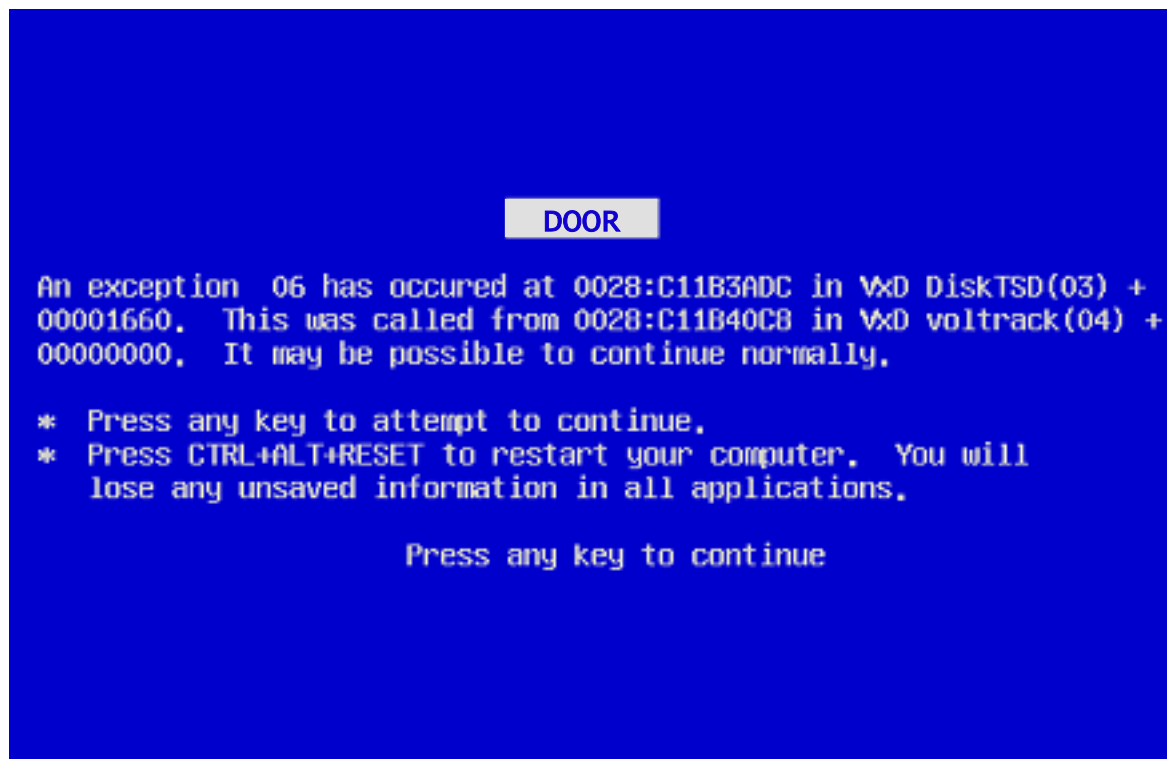 DOOR
An exception  06 has occured at 0028:C11B3ADC in VxD DiskTSD(03) +
00001660.  This was called from 0028:C11B40C8 in VxD voltrack(04) +
00000000.  It may be possible to continue normally.
*  Press any key to attempt to continue.
*  Press CTRL+ALT+RESET to restart your computer.  You will
lose any unsaved information in all applications.
Press any key to continue